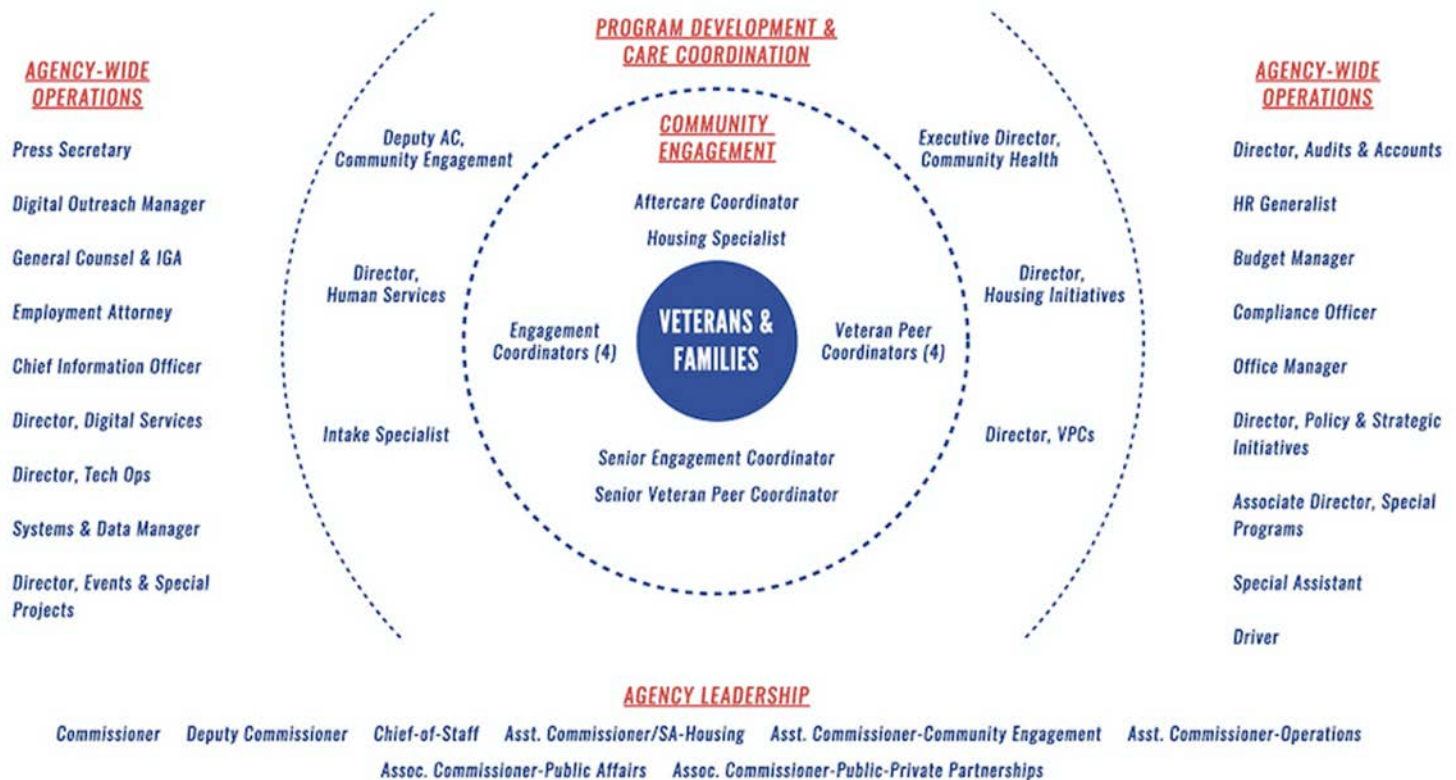 AGENCY-WIDE
OPERATIONS
Press Secretary
Digital Outreach Manager
General Counsel & IGA
Employment Attorney
Chief Information Officer
Director, Digital Services
Director, Tech Ops
Systems & Data Manager
Director, Events & Special
Projects
PROGRAM DEVELOPMENT &
CARE COORDINATION
Deputy AC,
Community Engagement
Director,
Human Services
Intake Specialist
COMMUNITY
ENGAGEMENT
Aftercare Coordinator
Housing Specialist
Engagement
Coordinators (4)
VETERANS &
FAMILIES
Veteran Peer
Coordinators (4)
Senior Engagement Coordinator
Senior Veteran Peer Coordinator
Executive Director,
Community Health
Director,
Housing Initiatives
Director, VPCs
AGENCY-WIDE
OPERATIONS
Director, Audits & Accounts
HR Generalist
Budget Manager
Compliance Officer
Office Manager
Director, Policy & Strategic
Initiatives
Associate Director, Special
Programs
Special Assistant
Driver
AGENCY LEADERSHIP
Commissioner Deputy Commissioner Chief-of-Staff Asst. Commissioner/SA-Housing Asst. Commissioner-Community Engagement Asst. Commissioner-Operations
Assoc. Commissioner-Public Affairs Assoc. Commissioner-Public-Private Partnerships